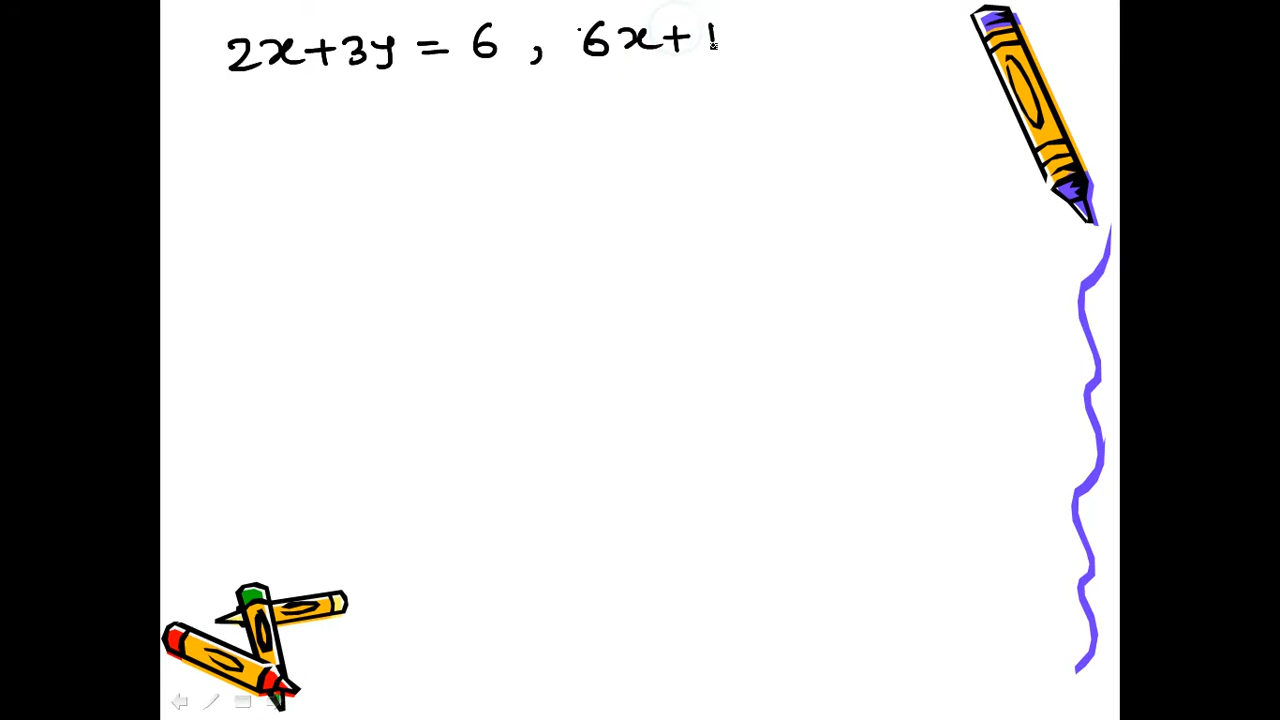 2x+3y = 6 , 6x+